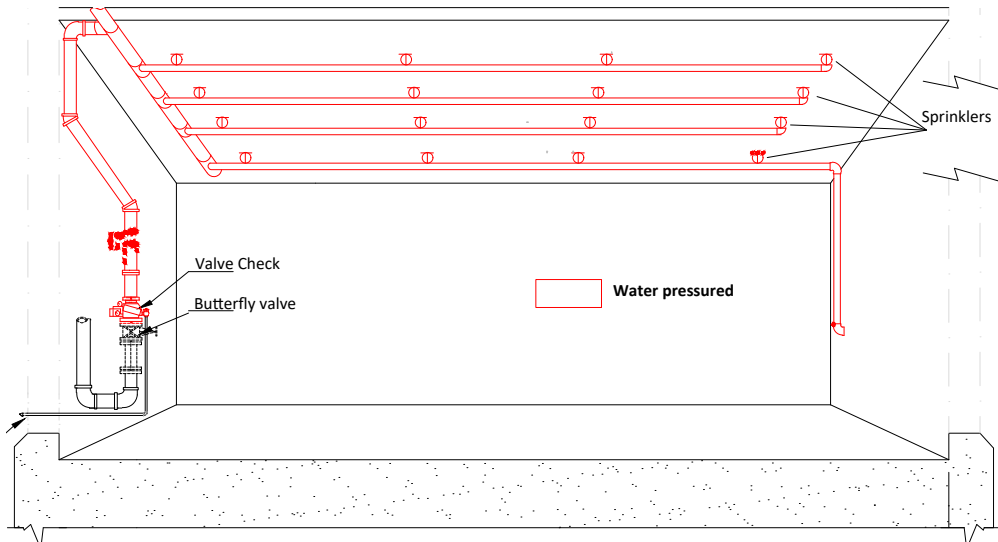 Sprinklers
Valve Check
Butterfly valve
Water pressured